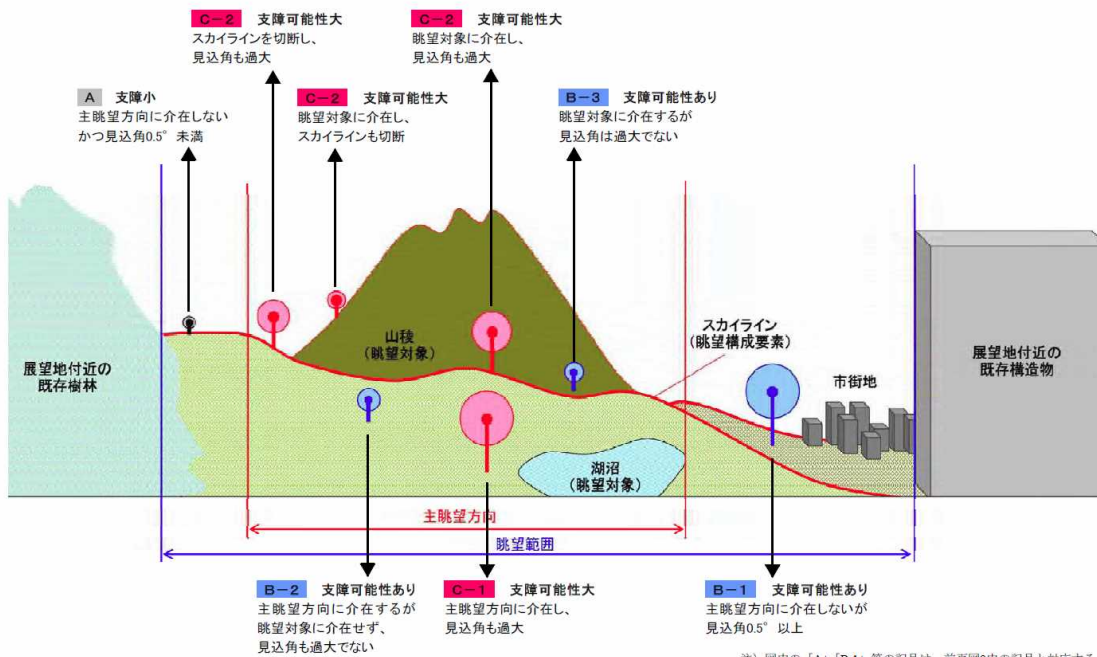 C－2 支障可能性大
スカイラインを切断し、
見込角も過大
C－2 支障可能性大
眺望対象に介在し、
見込角も過大
A 支障小
主眺望方向に介在しない
かつ見込角0.5°未満
C－2 支障可能性大
眺望対象に介在し、
スカイラインも切断
B－3 支障可能性あり
眺望対象に介在するが
見込角は過大でない
展望地付近の
既存樹林
山稜
(眺望対象)
スカイライン
(眺望構成要素)
市街地
展望地付近の
既存構造物
湖沼
(眺望対象)
主眺望方向
眺望範囲
B－2 支障可能性あり
主眺望方向に介在するが
眺望対象に介在せず、
見込角も過大でない
C－1 支障可能性大
主眺望方向に介在し、
見込角も過大
B－1 支障可能性あり
主眺望方向に介在しないが
見込角0.5°以上